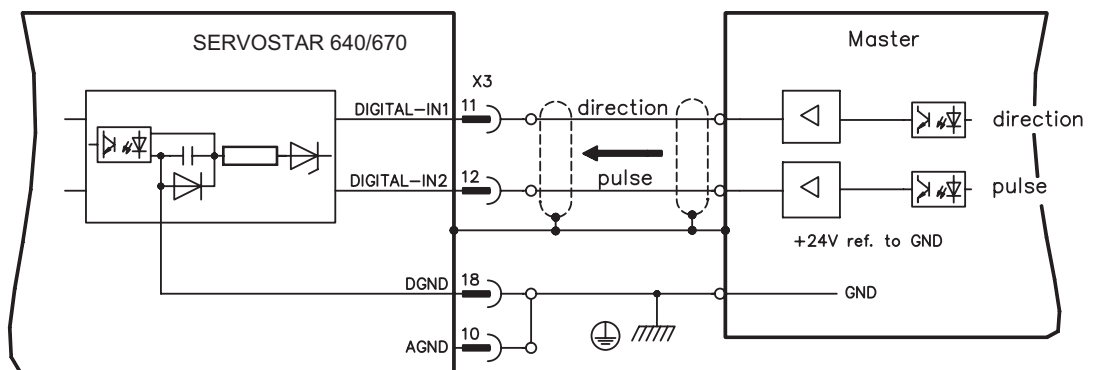 SERVOSTAR 640/670
Master
X3
DIGITAL-IN1
11
direction
direction
pulse
DIGITAL-IN2
12
pulse
+24V ref. to GND
DGND
18
GND
AGND
10